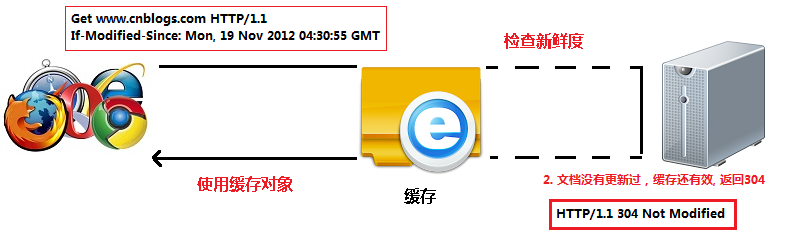 Get www.cnblogs.com HTTP/1.1
If-Modified-Since: Mon, 19 Nov 2012 04:30:55 GMT
检查新鲜度
使用缓存对象
缓存
2. 文档没有更新过，缓存还有效, 返回304
HTTP/1.1 304 Not Modified